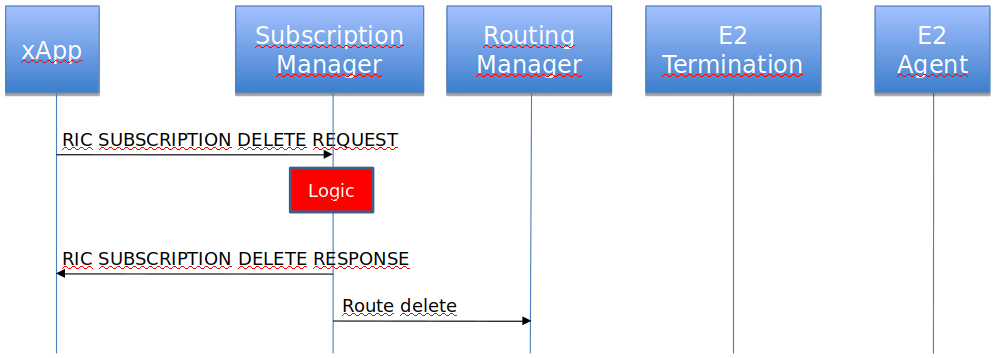 xApp
Subscription
Manager
Routing
Manager
E2
Termination
E2
Agent
RIC SUBSCRIPTION DELETE REQUEST
Logic
RIC SUBSCRIPTION DELETE RESPONSE
Route delete